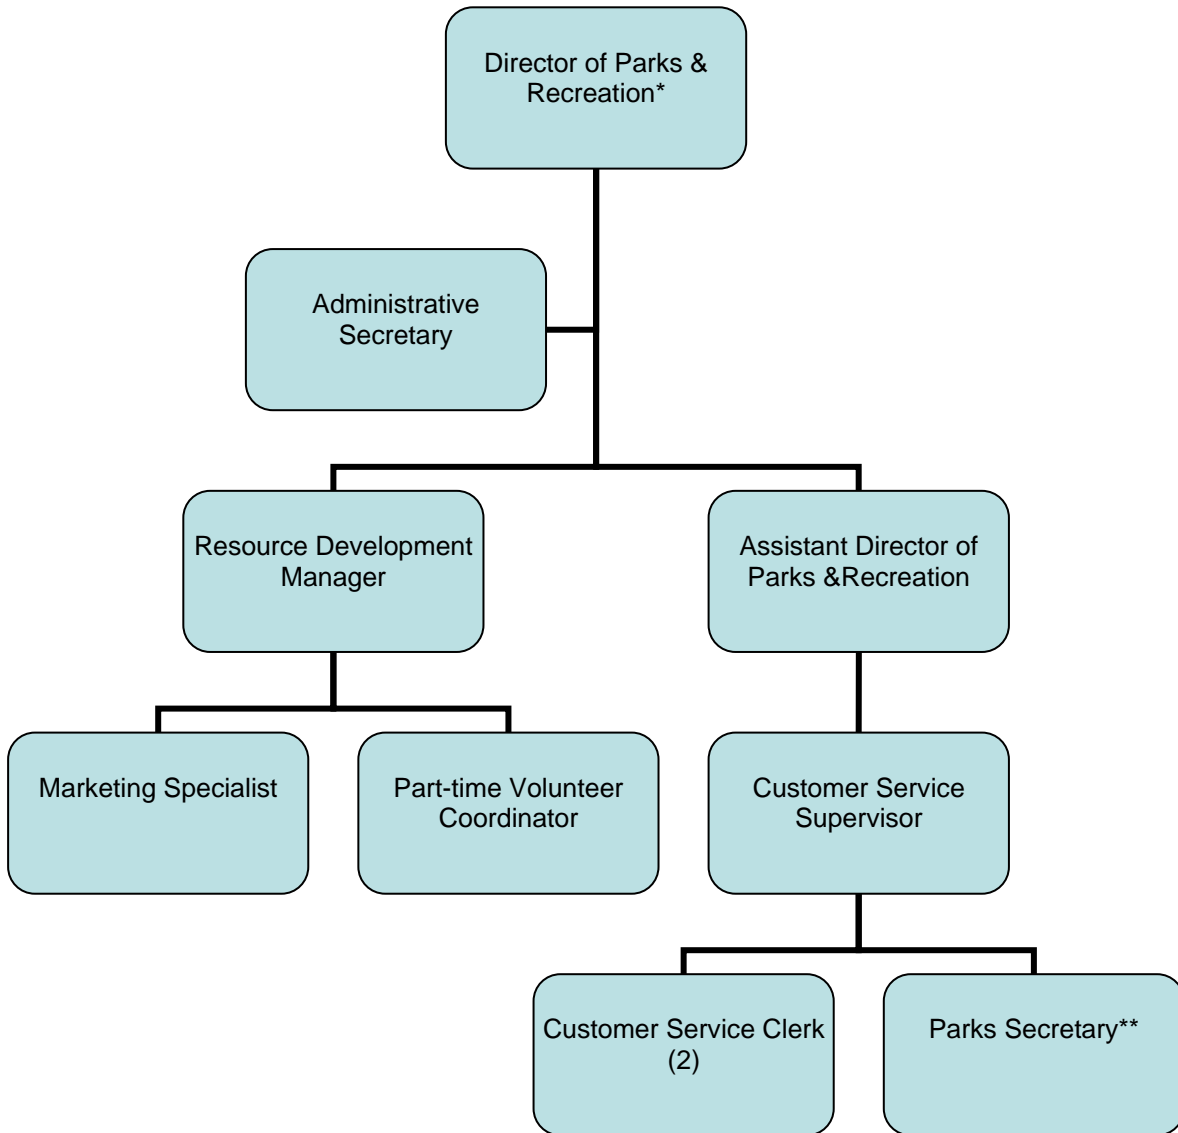 Director of Parks &
Recreation*
Administrative
Secretary
Resource Development
Manager
Assistant Director of
Parks &Recreation
Marketing Specialist
Part-time Volunteer
Coordinator
Customer Service
Supervisor
Customer Service Clerk
(2)
Parks Secretary**